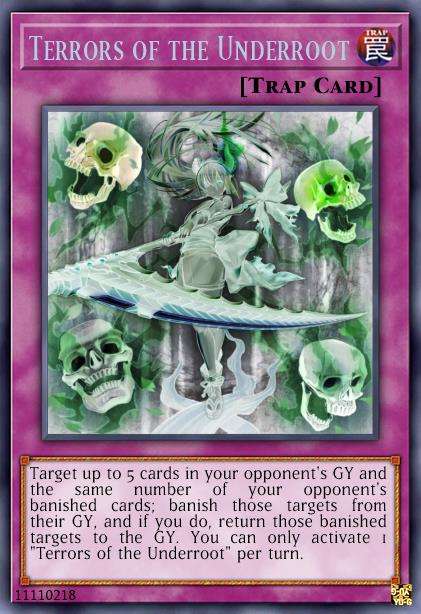 Terrors of the Underroot
TRAP
罠
[Trap Card]
Target up to 5 cards in your opponent's GY and
the same number of your opponent's
banished cards; banish those targets from
their GY, and if you do, return those banished
targets to the GY. You can only activate 1
"Terrors of the Underroot" per turn.
11110218